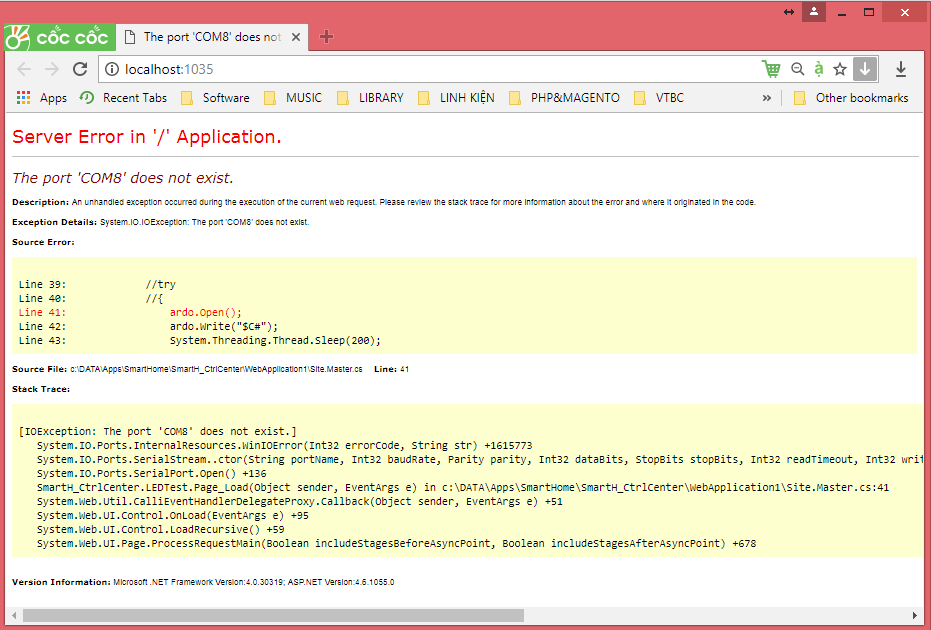 cốc cốc
The port 'COM8' does not
localhost:1035
Apps Recent Tabs Software MUSIC LIBRARY LINH KIỆN PHP&MAGENTO VTBC » Other bookmarks
Server Error in '/' Application.
The port 'COM8' does not exist.
Description: An unhandled exception occurred during the execution of the current web request. Please review the stack trace for more information about the error and where it originated in the code.
Exception Details: System.IO.IOException: The port 'COM8' does not exist.
Source Error:
Line 39: //try
Line 40: //{
Line 41: ardo.Open();
Line 42: ardo.Write("$C#");
Line 43: System.Threading.Thread.Sleep(200);
Source File: c:\DATA\Apps\SmartHome\SmartH_CtrlCenter\WebApplication1\Site.Master.cs Line: 41
Stack Trace:
[IOException: The port 'COM8' does not exist.]
System.IO.Ports.InternalResources.WinIOError(Int32 errorCode, String str) +1615773
System.IO.Ports.SerialStream..ctor(String portName, Int32 baudRate, Parity parity, Int32 dataBits, StopBits stopBits, Int32 readTimeout, Int32 writ
System.IO.Ports.SerialPort.Open() +136
SmartH_CtrlCenter.LEDTest.Page_Load(Object sender, EventArgs e) in c:\DATA\Apps\SmartHome\SmartH_CtrlCenter\WebApplication1\Site.Master.cs:41
System.Web.Util.CalliEventHandlerDelegateProxy.Callback(Object sender, EventArgs e) +51
System.Web.UI.Control.OnLoad(EventArgs e) +95
System.Web.UI.Control.LoadRecursive() +59
System.Web.UI.Page.ProcessRequestMain(Boolean includeStagesBeforeAsyncPoint, Boolean includeStagesAfterAsyncPoint) +678
Version Information: Microsoft .NET Framework Version:4.0.30319; ASP.NET Version:4.6.1055.0